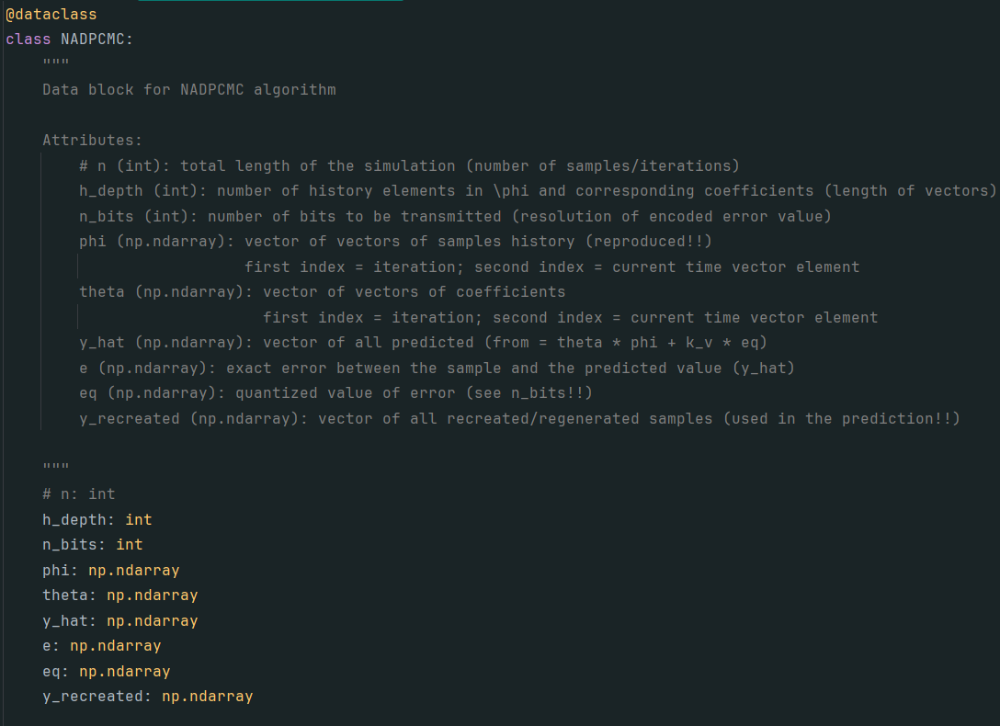 @dataclass
class NADPCMC:
"""
Data block for NADPCMC algorithm
Attributes:
# n (int): total length of the simulation (number of samples/iterations)
h_depth (int): number of history elements in \phi and corresponding coefficients (length of vectors)
n_bits (int): number of bits to be transmitted (resolution of encoded error value)
phi (np.ndarray): vector of vectors of samples history (reproduced!!)
first index = iteration; second index = current time vector element
theta (np.ndarray): vector of vectors of coefficients
first index = iteration; second index = current time vector element
y_hat (np.ndarray): vector of all predicted (from = theta * phi + k_v * eq)
e (np.ndarray): exact error between the sample and the predicted value (y_hat)
eq (np.ndarray): quantized value of error (see n_bits!!)
y_recreated (np.ndarray): vector of all recreated/regenerated samples (used in the prediction!!)
"""
# n: int
h_depth: int
n_bits: int
phi: np.ndarray
theta: np.ndarray
y_hat: np.ndarray
e: np.ndarray
eq: np.ndarray
y_recreated: np.ndarray